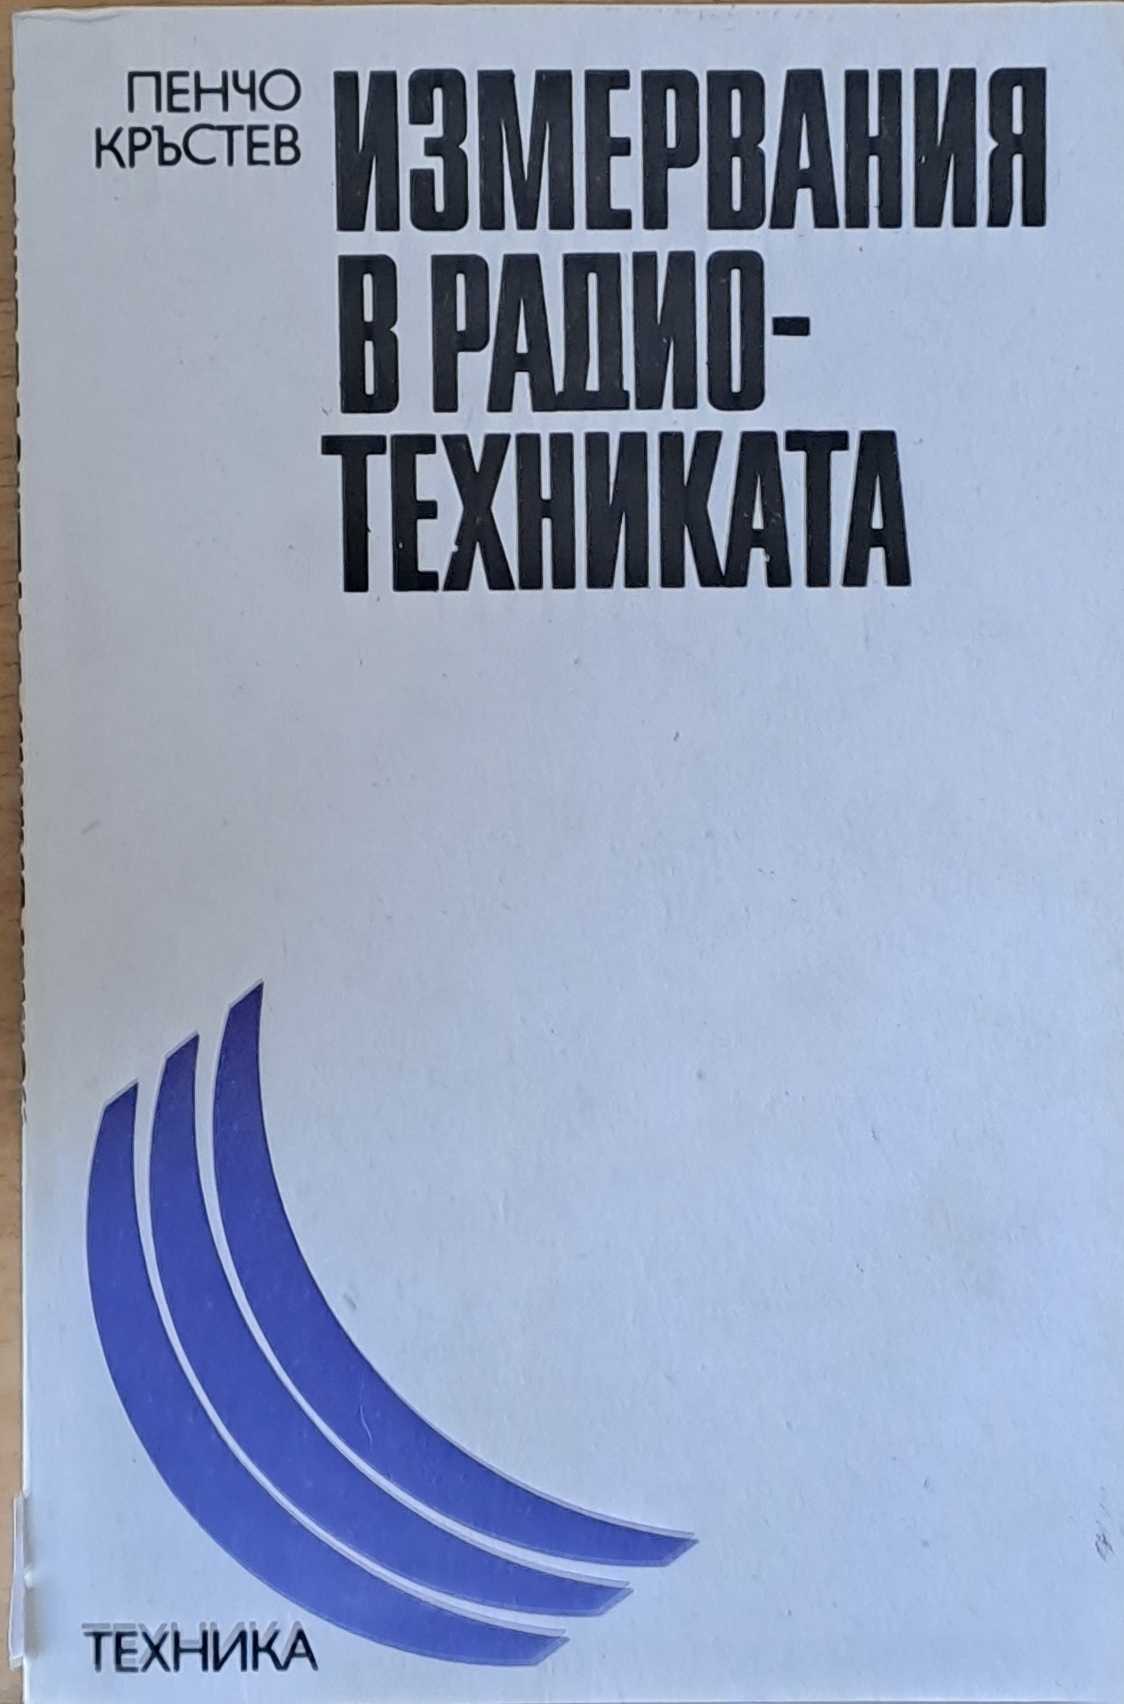 ПЕНЧО
КРЪСТЕВ
ИЗМЕРВАНИЯ
В РАДИО-
ТЕХНИКАТА
ТЕХНИКА